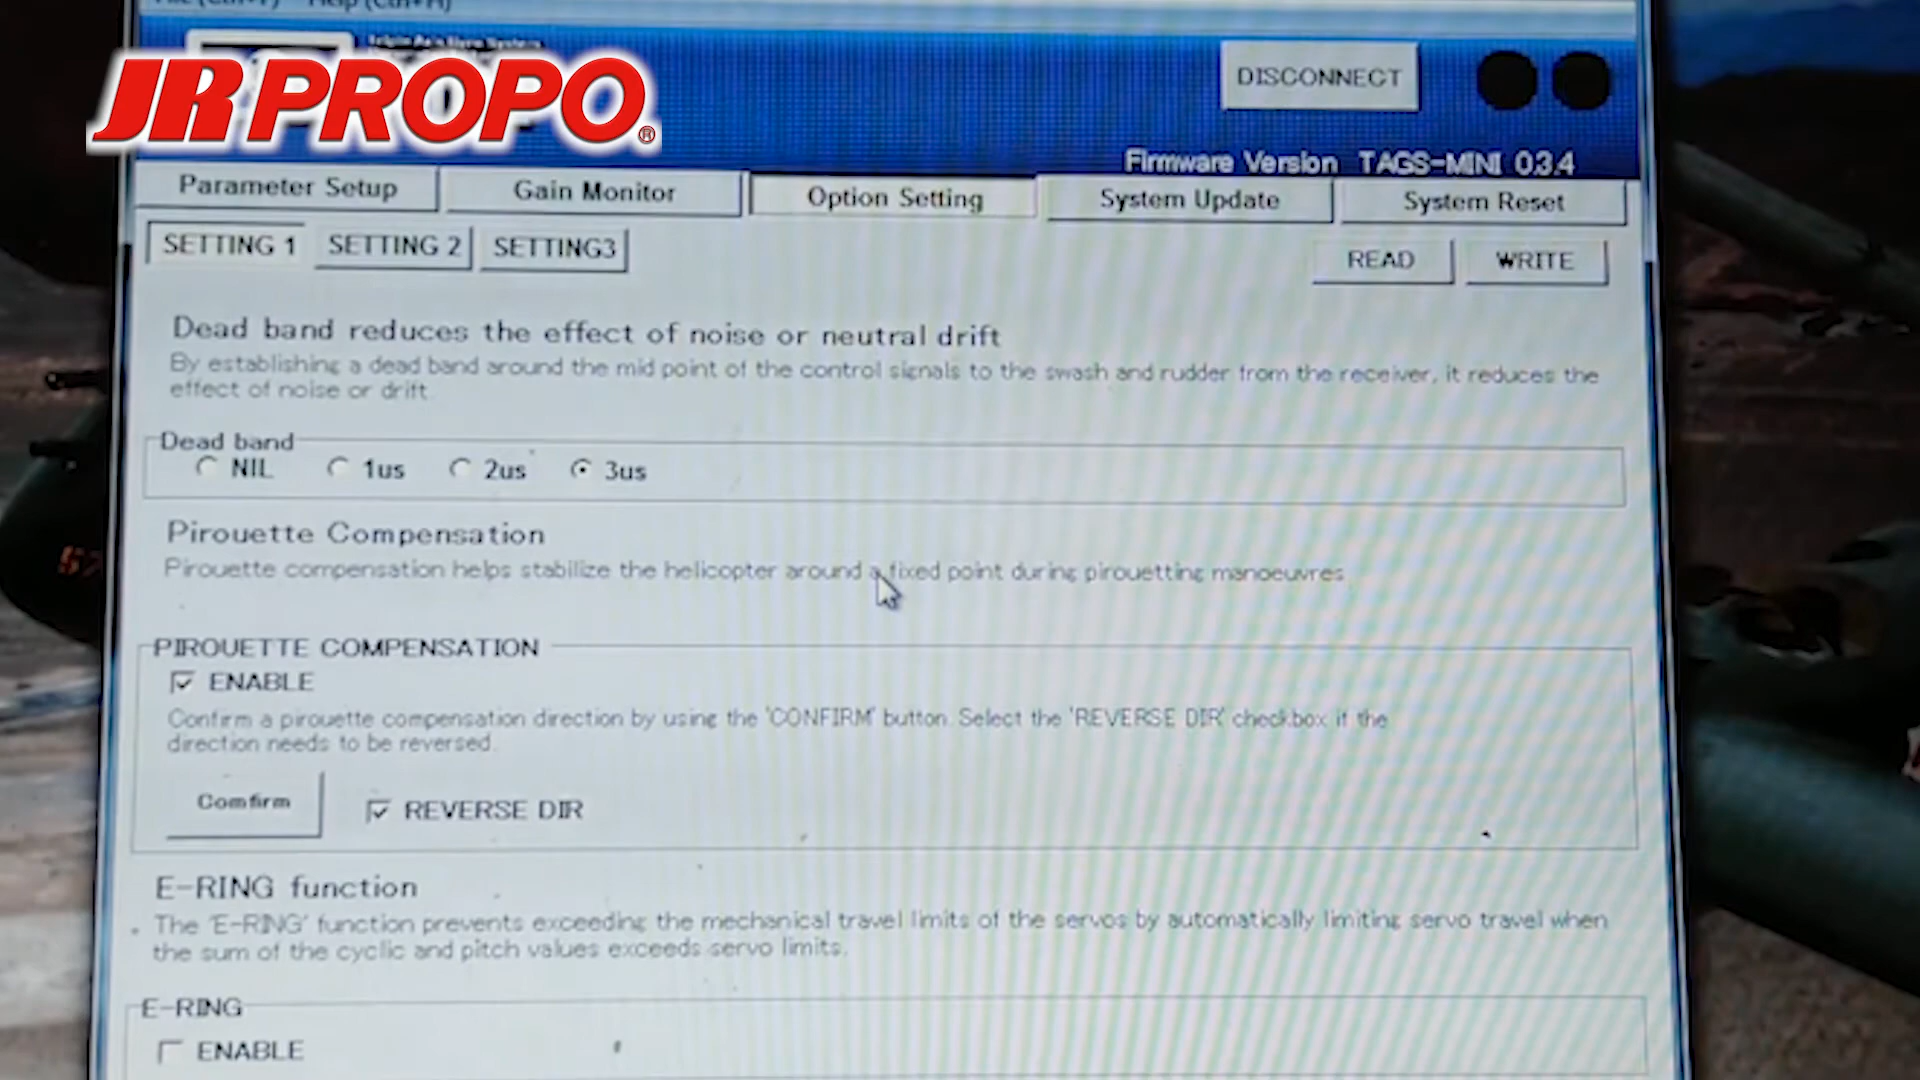 JR PROPO®
DISCONNECT
Firmware Version TAGS-MINI 0.3.4
Parameter Setup
Gain Monitor
Option Setting
System Update
System Reset
SETTING 1
SETTING 2
SETTING3
READ
WRITE
Dead band reduces the effect of noise or neutral drift
By establishing a dead band around the mid point of the control signals to the swash and rudder from the receiver, it reduces the
effect of noise or drift.
Dead band
NIL
1us
2us
3us
Pirouette Compensation
Pirouette compensation helps stabilize the helicopter around a fixed point during pirouetting manoeuvres
PIROUETTE COMPENSATION
ENABLE
Confirm a pirouette compensation direction by using the 'CONFIRM' button. Select the 'REVERSE DIR' checkbox if the
direction needs to be reversed.
Comfirm
REVERSE DIR
E-RING function
The 'E-RING' function prevents exceeding the mechanical travel limits of the servos by automatically limiting servo travel when
the sum of the cyclic and pitch values exceeds servo limits.
E-RING
ENABLE